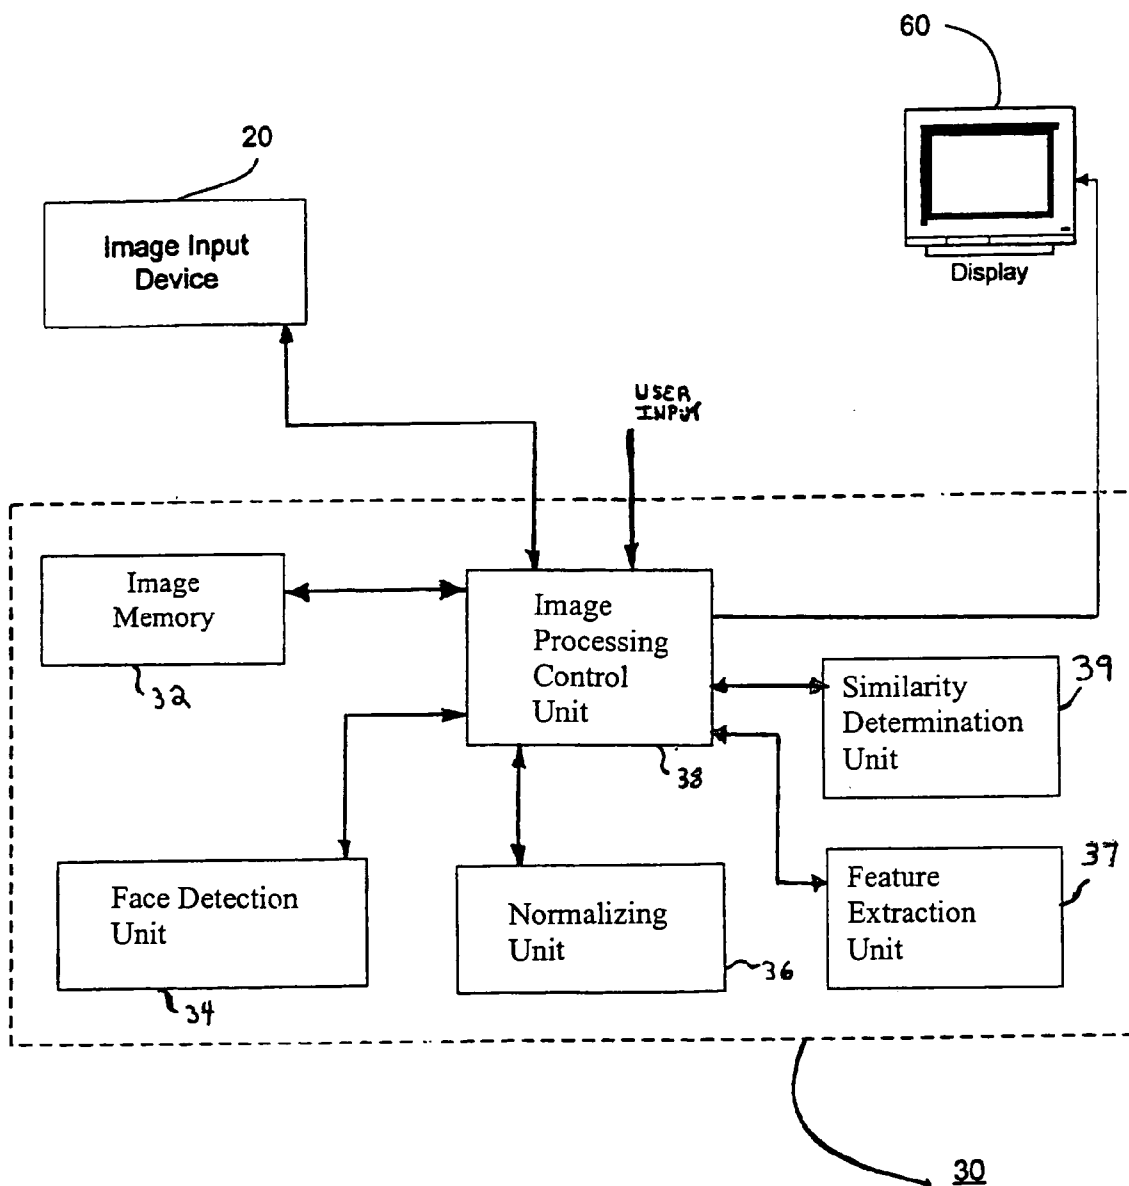 60
20
Image Input
Device
Display
USER
INPUT
Image
Memory
32
Image
Processing
Control
Unit
38
39
Similarity
Determination
Unit
Face Detection
Unit
34
Normalizing
Unit
36
37
Feature
Extraction
Unit
30